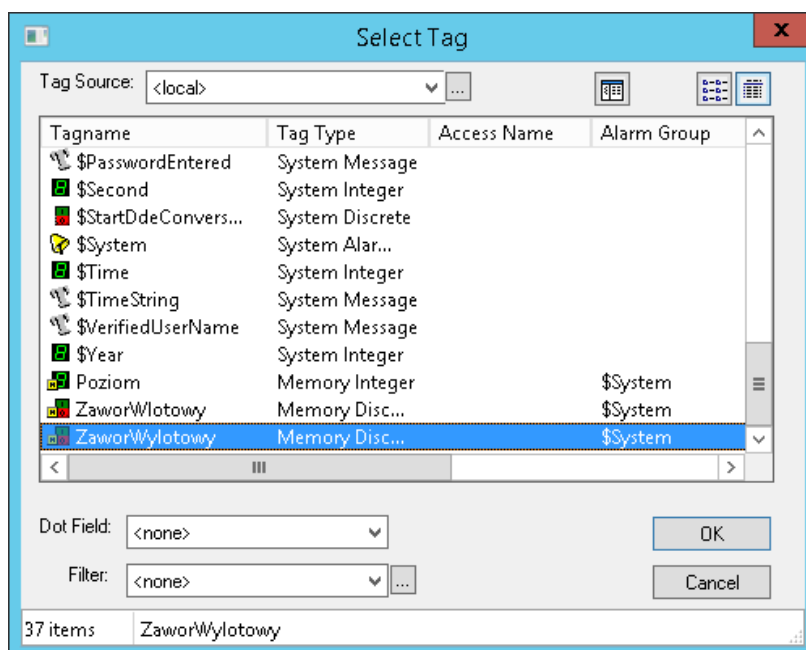 Select Tag
x
Tag Source: <local> ...
Tagname Tag Type Access Name Alarm Group
$PasswordEntered System Message
$Second System Integer
$StartDdeConvers... System Discrete
$System System Alar...
$Time System Integer
$TimeString System Message
$VerifiedUserName System Message
$Year System Integer
Poziom Memory Integer $System
ZaworWlotowy Memory Disc... $System
ZaworWylotowy Memory Disc... $System
Dot Field: <none> OK
Filter: <none> ... Cancel
37 items ZaworWylotowy